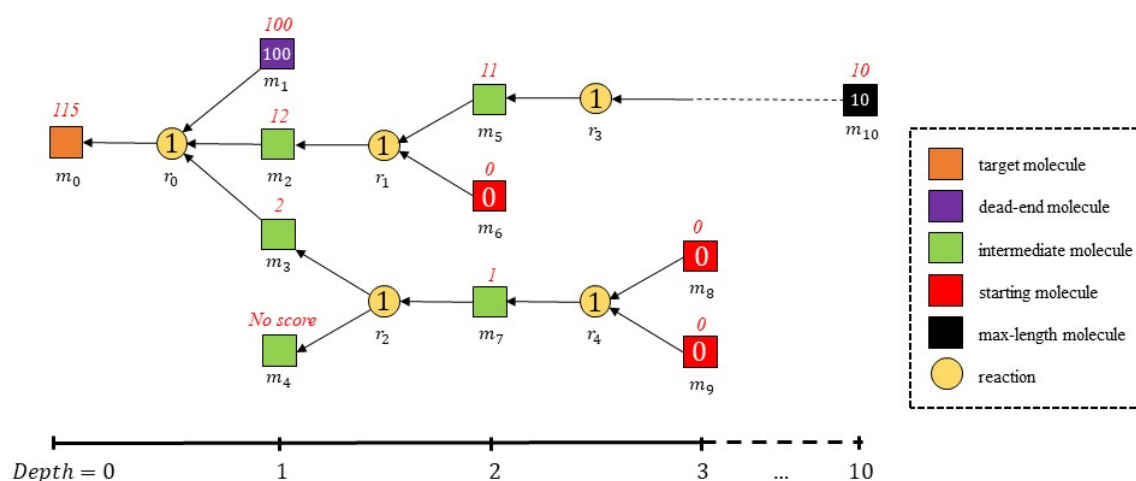 100
100
m1
115
m0
1
r0
12
m2
1
r1
11
m5
1
r3
10
10
m10
0
0
m6
2
m3
No score
m4
1
r2
1
m7
1
r4
0
0
m8
0
0
m9
target molecule
dead-end molecule
intermediate molecule
starting molecule
max-length molecule
reaction
Depth = 0 1 2 3 ... 10